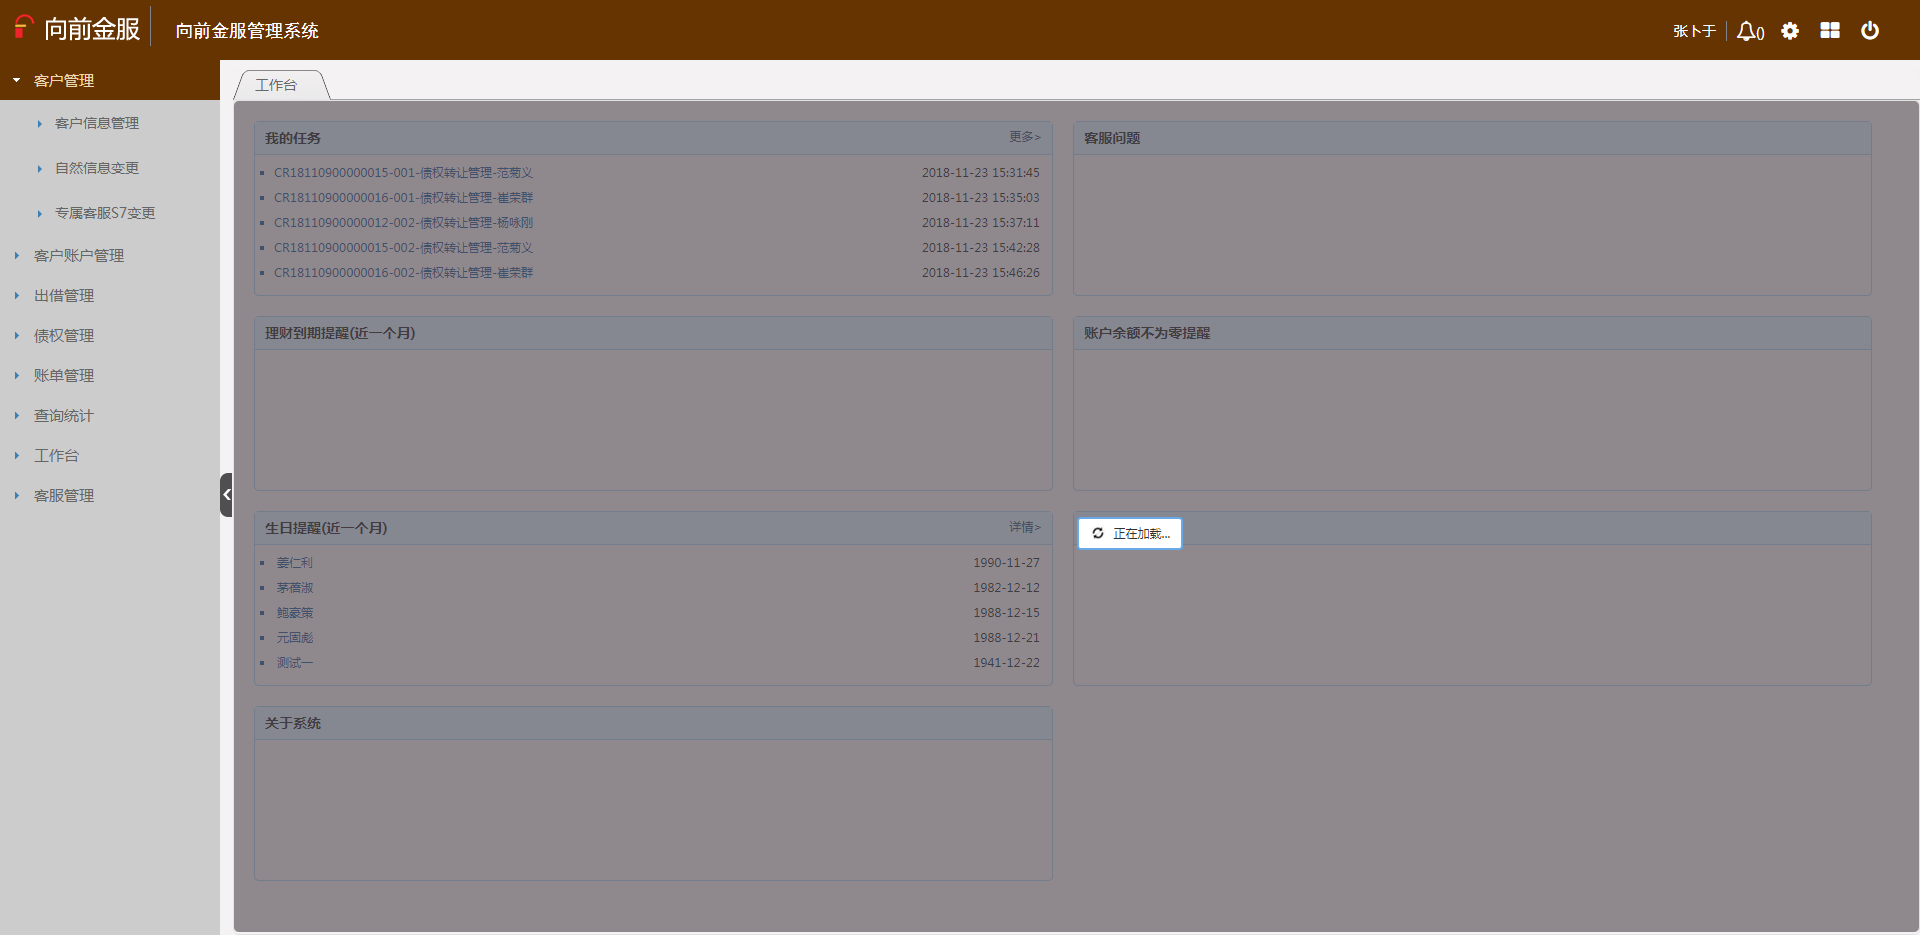 向前金服
向前金服管理系统
张卜于
0
客户管理
客户信息管理
自然信息变更
专属客服S7变更
客户账户管理
出借管理
债权管理
账单管理
查询统计
工作台
客服管理
工作台
我的任务
更多>
CR18110900000015-001-债权转让管理-范菊义 2018-11-23 15:31:45
CR18110900000016-001-债权转让管理-崔荣群 2018-11-23 15:35:03
CR18110900000012-002-债权转让管理-杨咏刚 2018-11-23 15:37:11
CR18110900000015-002-债权转让管理-范菊义 2018-11-23 15:42:28
CR18110900000016-002-债权转让管理-崔荣群 2018-11-23 15:46:26
客服问题
理财到期提醒(近一个月)
账户余额不为零提醒
生日提醒(近一个月)
详情>
姜仁利 1990-11-27
茅蓓淑 1982-12-12
鲍豪策 1988-12-15
元固彪 1988-12-21
测试一 1941-12-22
正在加载...
关于系统